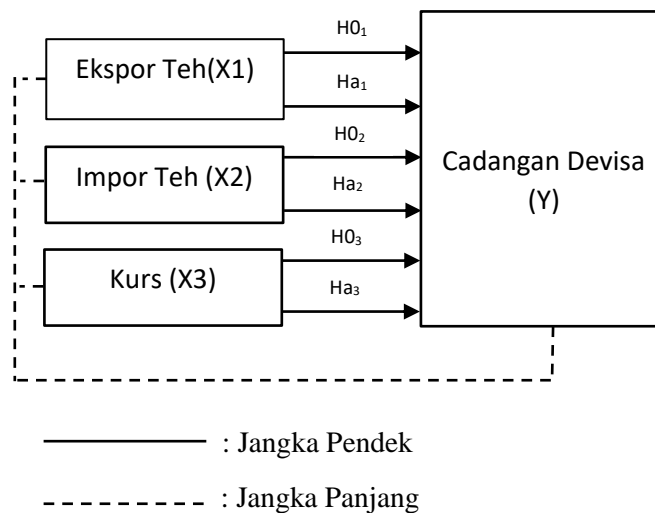 H0₁
Ekspor Teh(X1)
Ha₁
H0₂
Impor Teh (X2)
Ha₂
Cadangan Devisa
(Y)
H0₃
Kurs (X3)
Ha₃
: Jangka Pendek
: Jangka Panjang